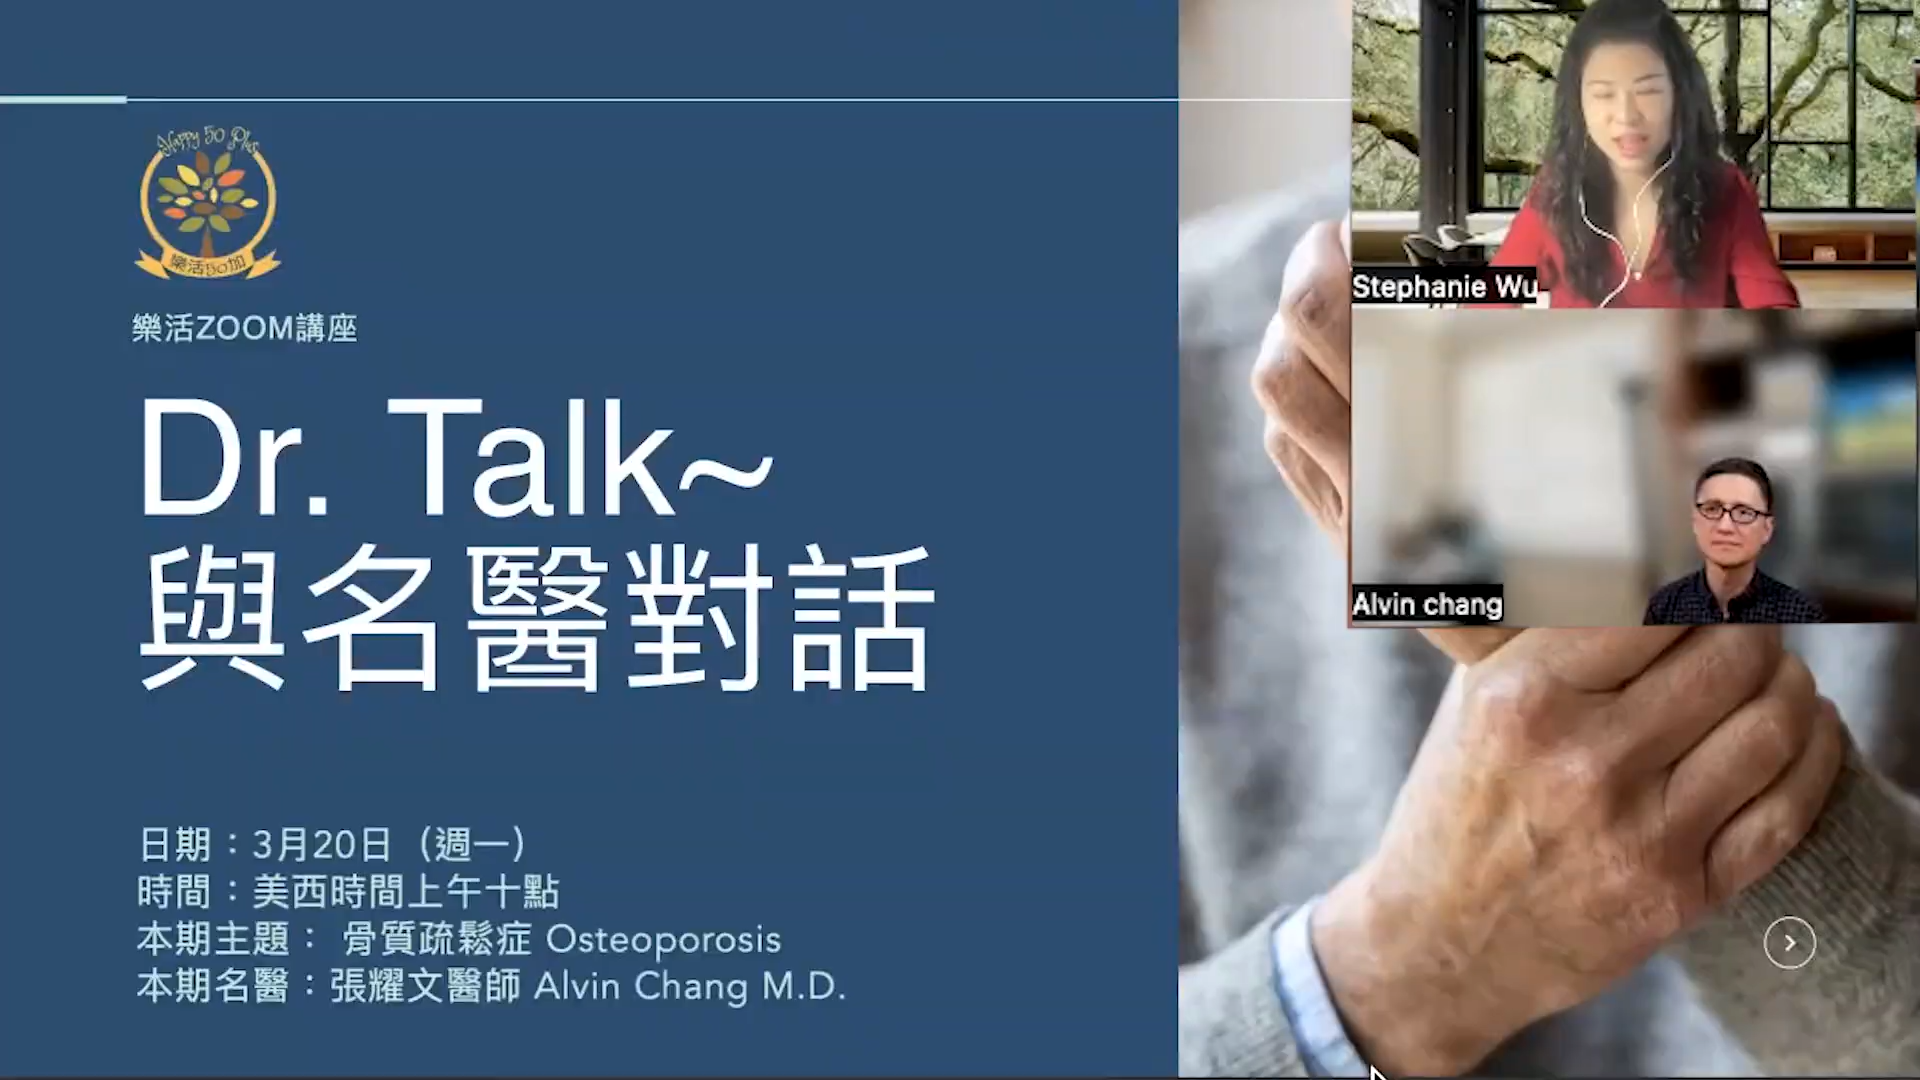 Happy 50 Plus
樂活50加
樂活ZOOM講座
Dr. Talk~
與名醫對話
日期：3月20日（週一）
時間：美西時間上午十點
本期主題： 骨質疏鬆症 Osteoporosis
本期名醫：張耀文醫師 Alvin Chang M.D.
Stephanie Wu
Alvin chang